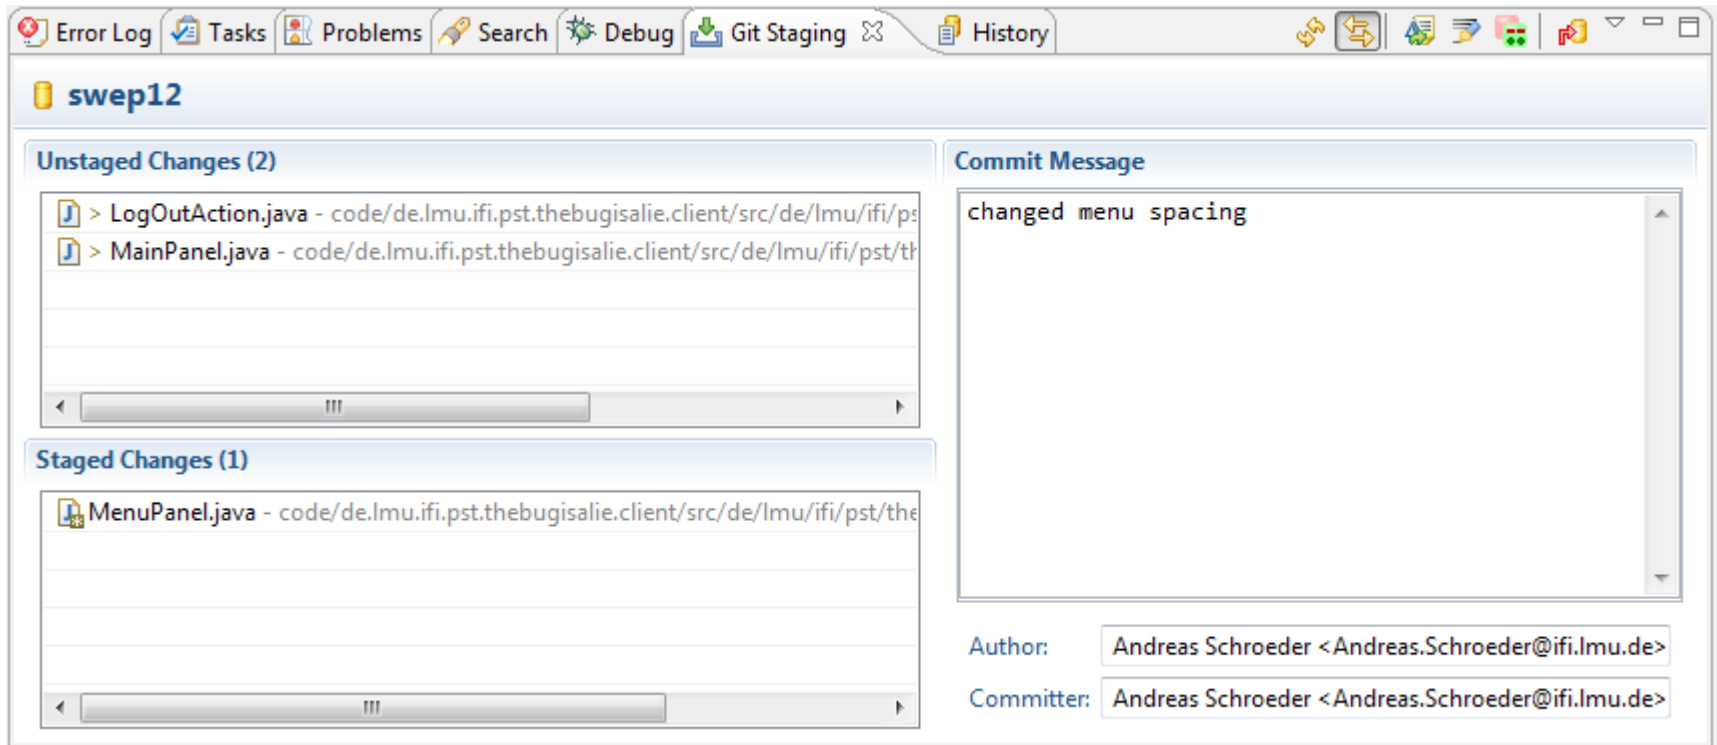 Error Log Tasks Problems Search Debug Git Staging History
swep12
Unstaged Changes (2)
> LogOutAction.java - code/de.lmu.ifi.pst.thebugisalie.client/src/de/lmu/ifi/ps
> MainPanel.java - code/de.lmu.ifi.pst.thebugisalie.client/src/de/lmu/ifi/pst/th
Staged Changes (1)
MenuPanel.java - code/de.lmu.ifi.pst.thebugisalie.client/src/de/lmu/ifi/pst/the
Commit Message
changed menu spacing
Author: Andreas Schroeder <Andreas.Schroeder@ifi.lmu.de>
Committer: Andreas Schroeder <Andreas.Schroeder@ifi.lmu.de>